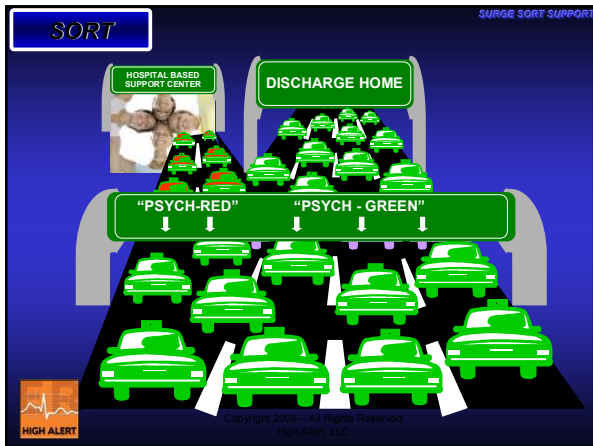 SURGE SORT SUPPORT
SORT
HOSPITAL BASED
SUPPORT CENTER
DISCHARGE HOME
“PSYCH-RED” “PSYCH - GREEN”
Copyright 2008 – All Rights Reserved
High Alert, LLC
HIGH ALERT